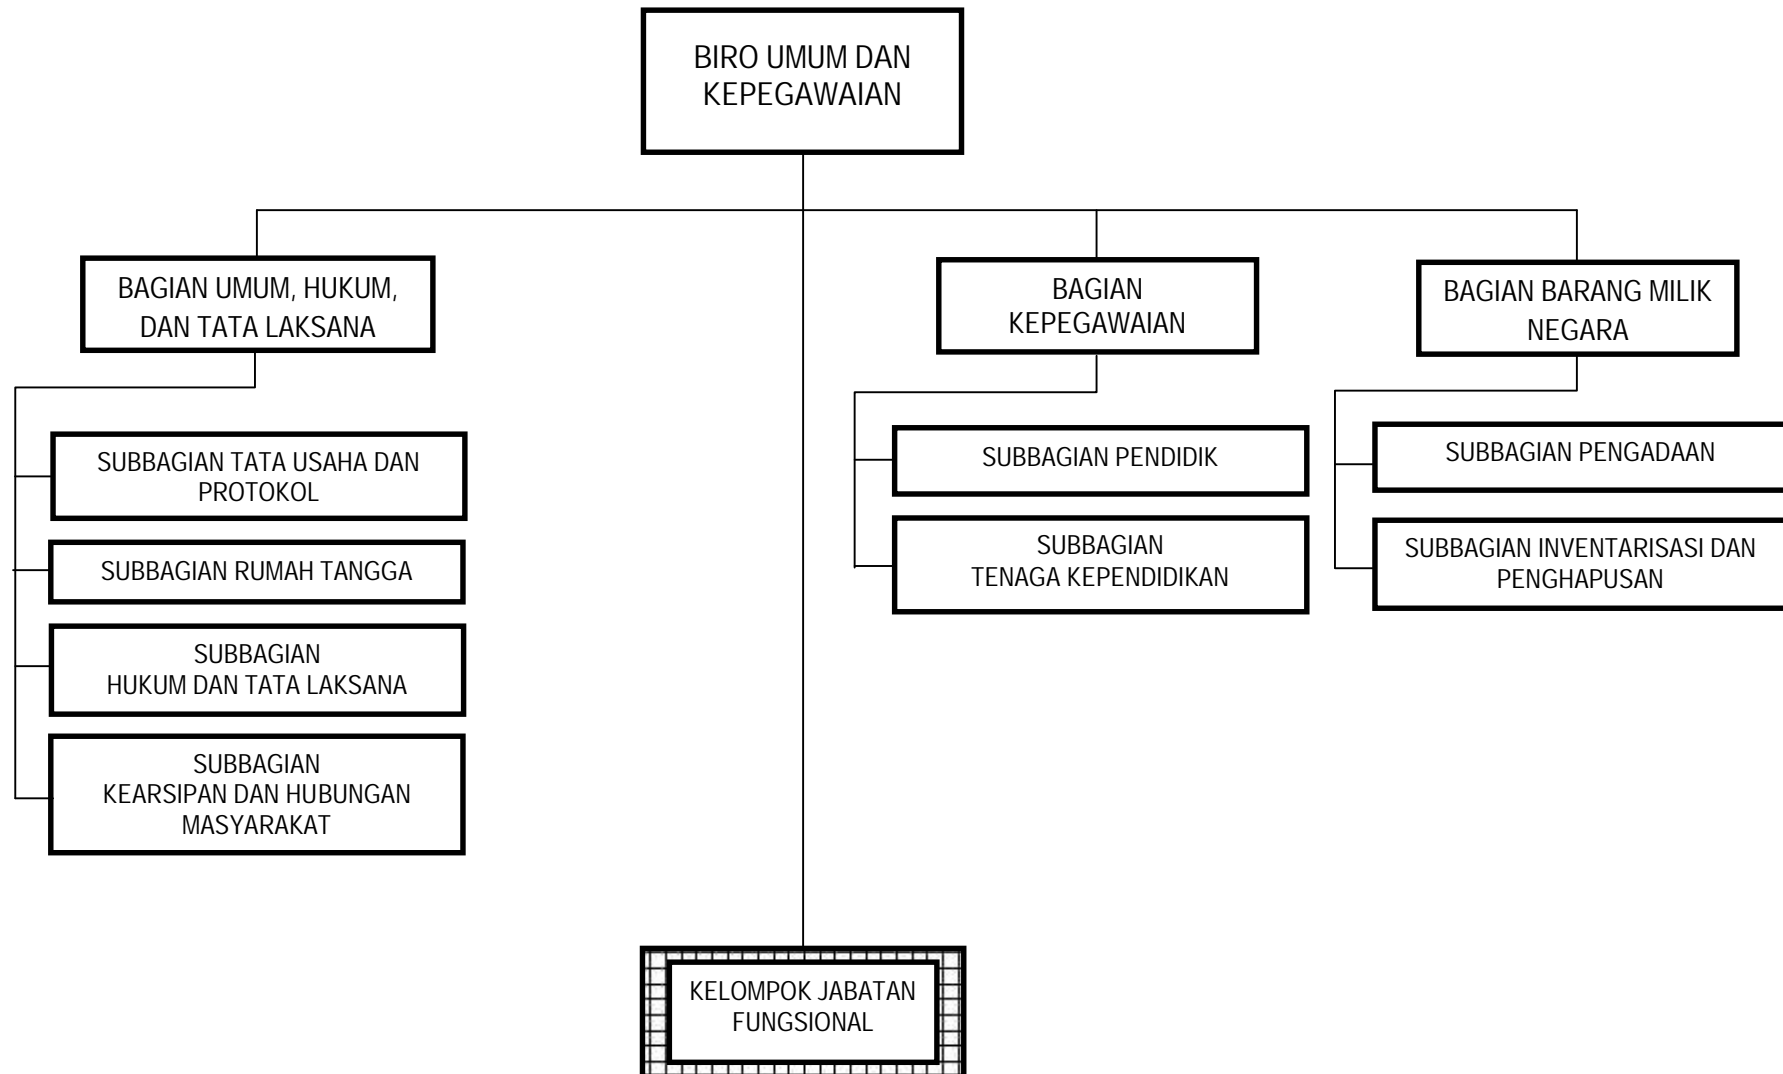 BIRO UMUM DAN
KEPEGAWAIAN
BAGIAN UMUM, HUKUM,
DAN TATA LAKSANA
BAGIAN
KEPEGAWAIAN
BAGIAN BARANG MILIK
NEGARA
SUBBAGIAN TATA USAHA DAN
PROTOKOL
SUBBAGIAN RUMAH TANGGA
SUBBAGIAN
HUKUM DAN TATA LAKSANA
SUBBAGIAN
KEARSIPAN DAN HUBUNGAN
MASYARAKAT
SUBBAGIAN PENDIDIK
SUBBAGIAN
TENAGA KEPENDIDIKAN
SUBBAGIAN PENGADAAN
SUBBAGIAN INVENTARISASI DAN
PENGHAPUSAN
KELOMPOK JABATAN
FUNGSIONAL